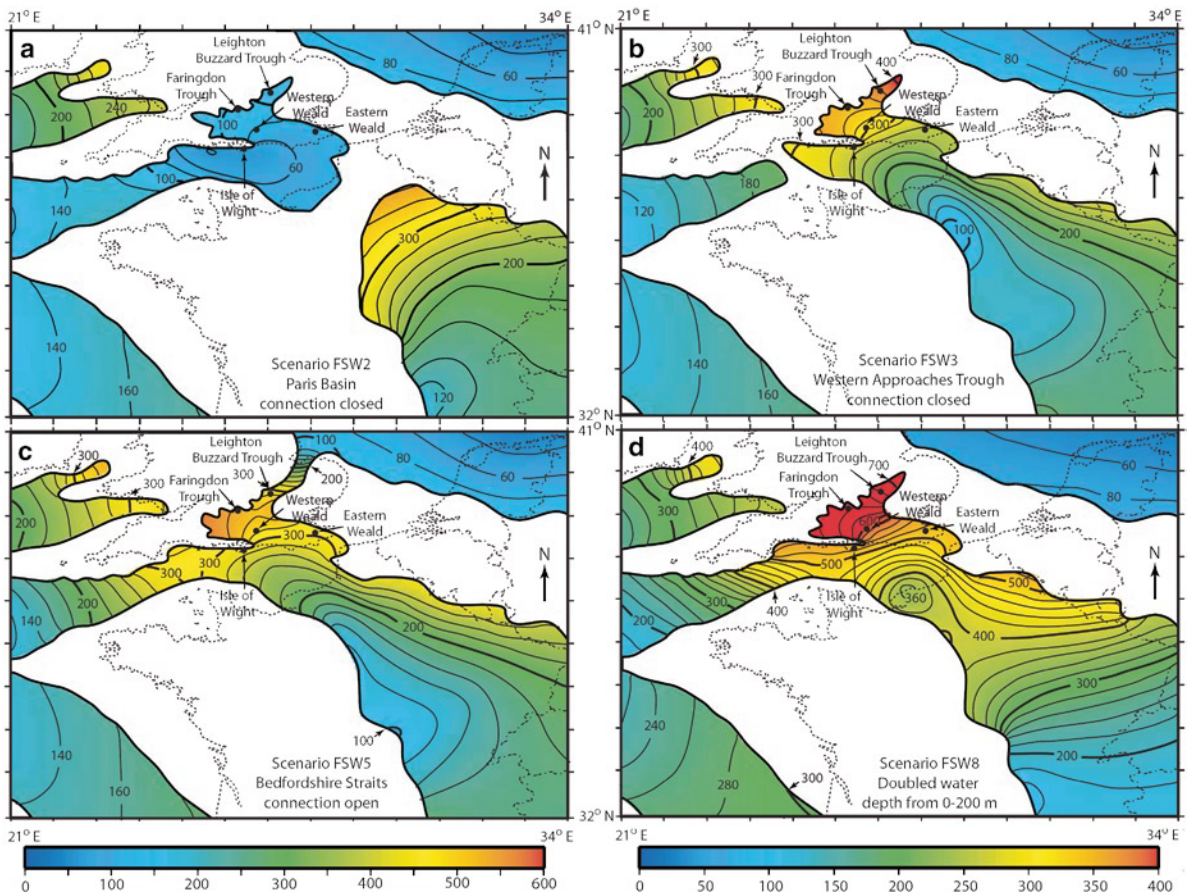 21° E
34° E
41° N
a
Leighton
Buzzard Trough
Faringdon
Trough
Western
Weald
Eastern
Weald
Isle of
Wight
N
80
60
200
240
100
60
100
140
300
200
140
160
120
Scenario FSW2
Paris Basin
connection closed
32° N
21° E
34° E
b
Leighton
Buzzard Trough
Faringdon
Trough
Western
Weald
Eastern
Weald
Isle of
Wight
N
300
300
400
80
60
200
300
300
180
120
100
200
140
160
Scenario FSW3
Western Approaches Trough
connection closed
c
Leighton
Buzzard Trough
300
Faringdon
Trough
Western
Weald
Eastern
Weald
Isle of
Wight
N
41° N
100
200
60
80
300
300
200
300
300
300
200
140
200
100
140
160
Scenario FSW5
Bedfordshire Straits
connection open
21° E
34° E
32° N
d
Leighton
Buzzard Trough
700
Faringdon
Trough
Western
Weald
Eastern
Weald
Isle of
Wight
N
400
400
60
80
300
600
500
500
300
200
400
360
400
300
200
240
280
300
Scenario FSW8
Doubled water
depth from 0-200 m
21° E
34° E
0 100 200 300 400 500 600
0 50 100 150 200 250 300 350 400